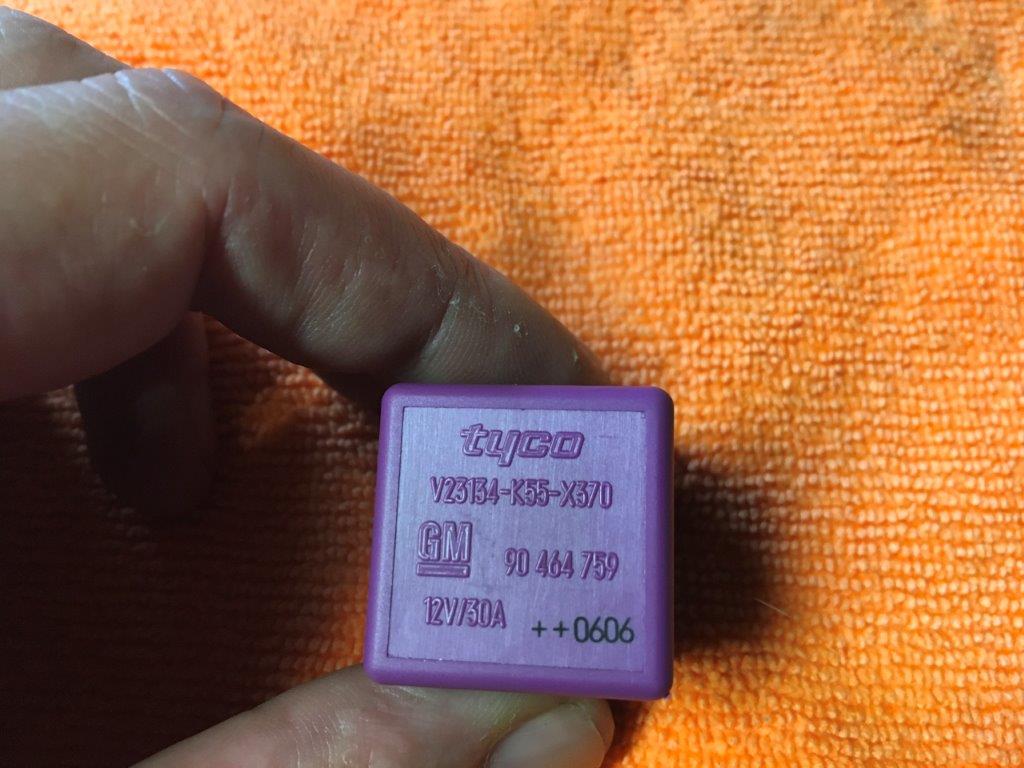 tyco
V23134-K55-X370
GM 90 464 759
12V/30A ++0606